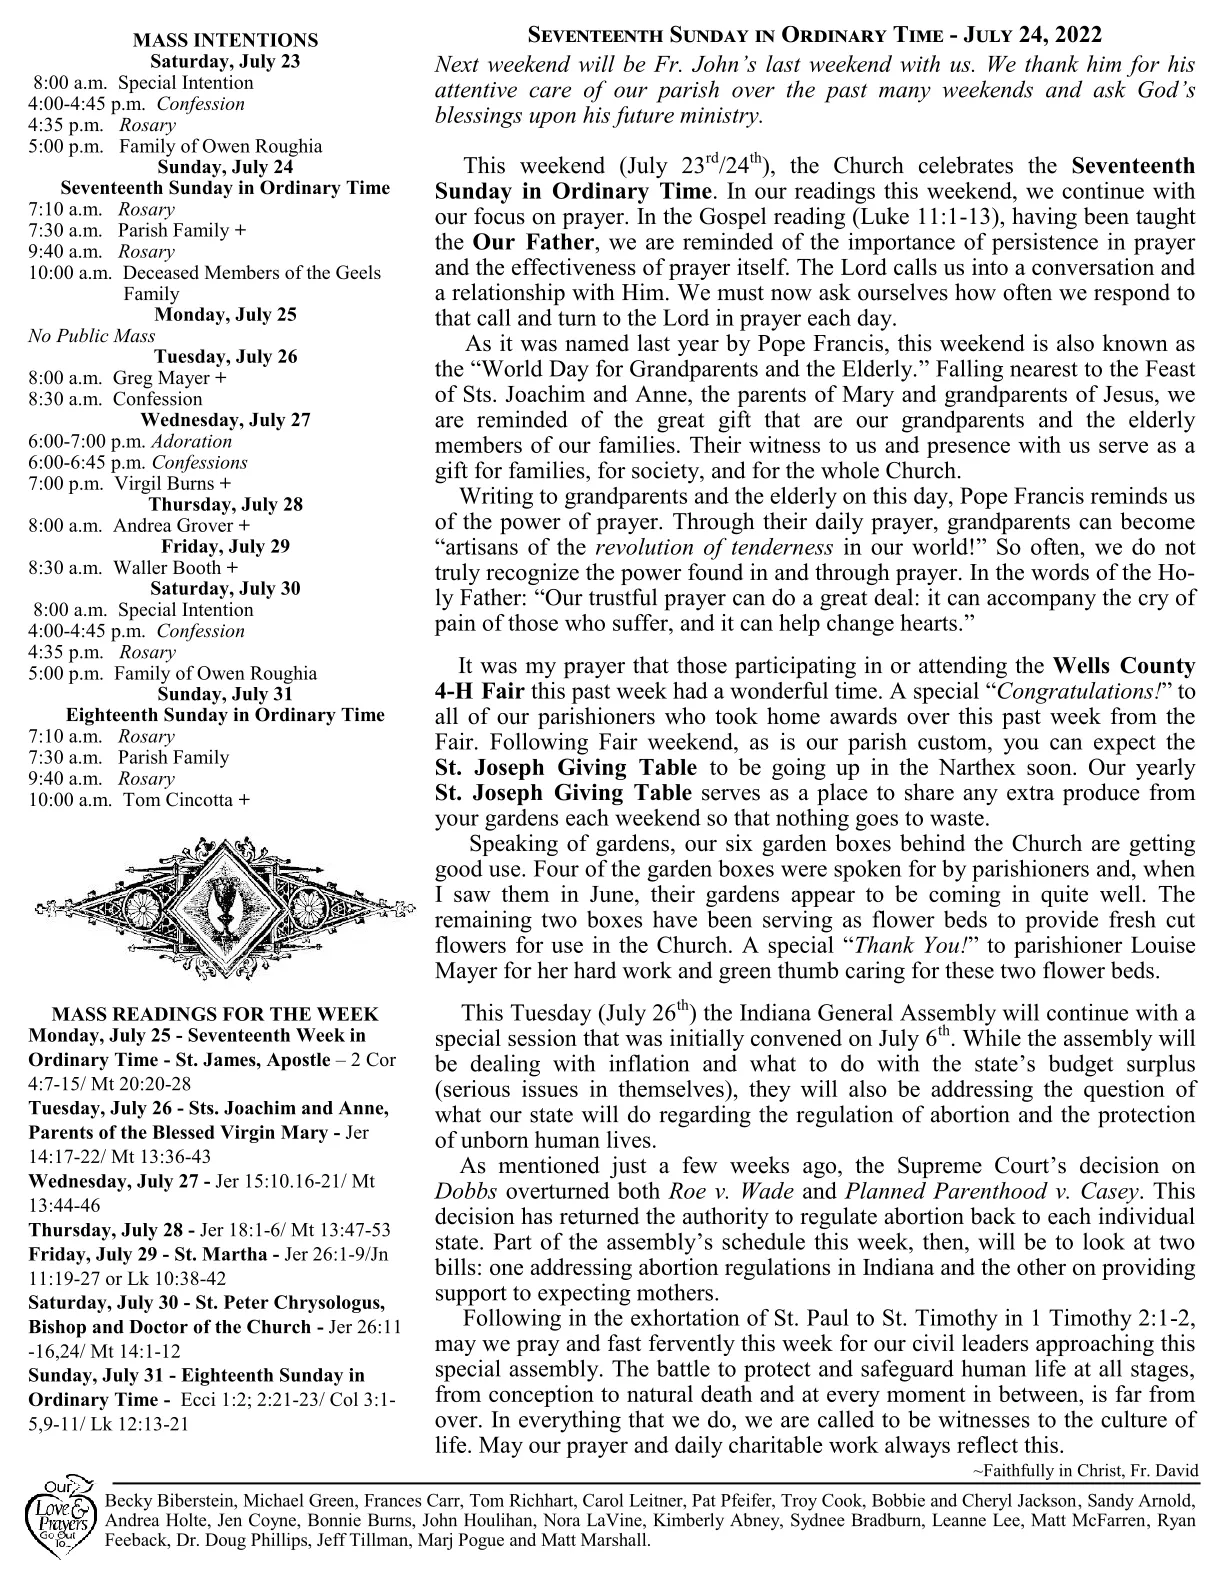 MASS INTENTIONS
Saturday, July 23
8:00 a.m. Special Intention
4:00-4:45 p.m. Confession
4:35 p.m. Rosary
5:00 p.m. Family of Owen Roughia
Sunday, July 24
Seventeenth Sunday in Ordinary Time
7:10 a.m. Rosary
7:30 a.m. Parish Family +
9:40 a.m. Rosary
10:00 a.m. Deceased Members of the Geels
Family
Monday, July 25
No Public Mass
Tuesday, July 26
8:00 a.m. Greg Mayer +
8:30 a.m. Confession
Wednesday, July 27
6:00-7:00 p.m. Adoration
6:00-6:45 p.m. Confessions
7:00 p.m. Virgil Burns +
Thursday, July 28
8:00 a.m. Andrea Grover +
Friday, July 29
8:30 a.m. Waller Booth +
Saturday, July 30
8:00 a.m. Special Intention
4:00-4:45 p.m. Confession
4:35 p.m. Rosary
5:00 p.m. Family of Owen Roughia
Sunday, July 31
Eighteenth Sunday in Ordinary Time
7:10 a.m. Rosary
7:30 a.m. Parish Family
9:40 a.m. Rosary
10:00 a.m. Tom Cincotta +
MASS READINGS FOR THE WEEK
Monday, July 25 - Seventeenth Week in
Ordinary Time - St. James, Apostle – 2 Cor
4:7-15/ Mt 20:20-28
Tuesday, July 26 - Sts. Joachim and Anne,
Parents of the Blessed Virgin Mary - Jer
14:17-22/ Mt 13:36-43
Wednesday, July 27 - Jer 15:10.16-21/ Mt
13:44-46
Thursday, July 28 - Jer 18:1-6/ Mt 13:47-53
Friday, July 29 - St. Martha - Jer 26:1-9/Jn
11:19-27 or Lk 10:38-42
Saturday, July 30 - St. Peter Chrysologus,
Bishop and Doctor of the Church - Jer 26:11
-16,24/ Mt 14:1-12
Sunday, July 31 - Eighteenth Sunday in
Ordinary Time - Ecci 1:2; 2:21-23/ Col 3:1-
5,9-11/ Lk 12:13-21
SEVENTEENTH SUNDAY IN ORDINARY TIME - JULY 24, 2022
Next weekend will be Fr. John's last weekend with us. We thank him for his
attentive care of our parish over the past many weekends and ask God's
blessings upon his future ministry.
This weekend (July 23rd/24th), the Church celebrates the Seventeenth
Sunday in Ordinary Time. In our readings this weekend, we continue with
our focus on prayer. In the Gospel reading (Luke 11:1-13), having been taught
the Our Father, we are reminded of the importance of persistence in prayer
and the effectiveness of prayer itself. The Lord calls us into a conversation and
a relationship with Him. We must now ask ourselves how often we respond to
that call and turn to the Lord in prayer each day.
As it was named last year by Pope Francis, this weekend is also known as
the “World Day for Grandparents and the Elderly.” Falling nearest to the Feast
of Sts. Joachim and Anne, the parents of Mary and grandparents of Jesus, we
are reminded of the great gift that are our grandparents and the elderly
members of our families. Their witness to us and presence with us serve as a
gift for families, for society, and for the whole Church.
Writing to grandparents and the elderly on this day, Pope Francis reminds us
of the power of prayer. Through their daily prayer, grandparents can become
“artisans of the revolution of tenderness in our world!” So often, we do not
truly recognize the power found in and through prayer. In the words of the Ho-
ly Father: “Our trustful prayer can do a great deal: it can accompany the cry of
pain of those who suffer, and it can help change hearts.”
It was my prayer that those participating in or attending the Wells County
4-H Fair this past week had a wonderful time. A special “Congratulations!” to
all of our parishioners who took home awards over this past week from the
Fair. Following Fair weekend, as is our parish custom, you can expect the
St. Joseph Giving Table to be going up in the Narthex soon. Our yearly
St. Joseph Giving Table serves as a place to share any extra produce from
your gardens each weekend so that nothing goes to waste.
Speaking of gardens, our six garden boxes behind the Church are getting
good use. Four of the garden boxes were spoken for by parishioners and, when
I saw them in June, their gardens appear to be coming in quite well. The
remaining two boxes have been serving as flower beds to provide fresh cut
flowers for use in the Church. A special “Thank You!” to parishioner Louise
Mayer for her hard work and green thumb caring for these two flower beds.
This Tuesday (July 26th) the Indiana General Assembly will continue with a
special session that was initially convened on July 6th. While the assembly will
be dealing with inflation and what to do with the state's budget surplus
(serious issues in themselves), they will also be addressing the question of
what our state will do regarding the regulation of abortion and the protection
of unborn human lives.
As mentioned just a few weeks ago, the Supreme Court's decision on
Dobbs overturned both Roe v. Wade and Planned Parenthood v. Casey. This
decision has returned the authority to regulate abortion back to each individual
state. Part of the assembly's schedule this week, then, will be to look at two
bills: one addressing abortion regulations in Indiana and the other on providing
support to expecting mothers.
Following in the exhortation of St. Paul to St. Timothy in 1 Timothy 2:1-2,
may we pray and fast fervently this week for our civil leaders approaching this
special assembly. The battle to protect and safeguard human life at all stages,
from conception to natural death and at every moment in between, is far from
over. In everything that we do, we are called to be witnesses to the culture of
life. May our prayer and daily charitable work always reflect this.
~Faithfully in Christ, Fr. David
Our
Love &
Prayers
Go Out
To...
Becky Biberstein, Michael Green, Frances Carr, Tom Richhart, Carol Leitner, Pat Pfeifer, Troy Cook, Bobbie and Cheryl Jackson, Sandy Arnold,
Andrea Holte, Jen Coyne, Bonnie Burns, John Houlihan, Nora LaVine, Kimberly Abney, Sydnee Bradburn, Leanne Lee, Matt McFarren, Ryan
Feeback, Dr. Doug Phillips, Jeff Tillman, Marj Pogue and Matt Marshall.